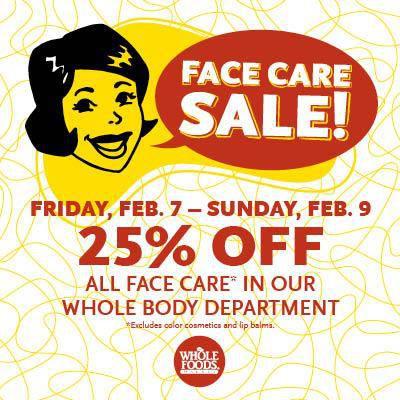 FACE CARE
SALE!
FRIDAY, FEB. 7 – SUNDAY, FEB. 9
25% OFF
ALL FACE CARE* IN OUR
WHOLE BODY DEPARTMENT
*Excludes color cosmetics and lip balms.
WHOLE
FOODS
MARKET